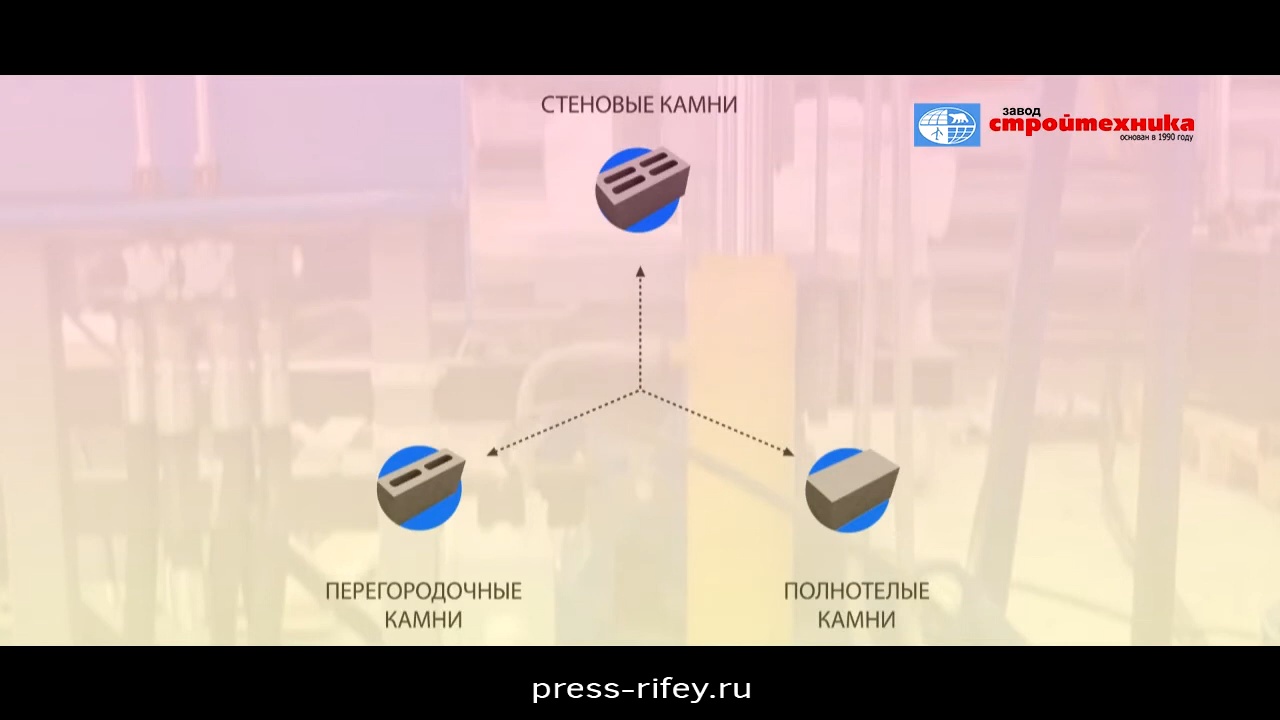 СТЕНОВЫЕ КАМНИ
завод
стройтехника
основан в 1990 году
ПЕРЕГОРОДОЧНЫЕ
КАМНИ
ПОЛНОТЕЛЫЕ
КАМНИ
press-rifey.ru